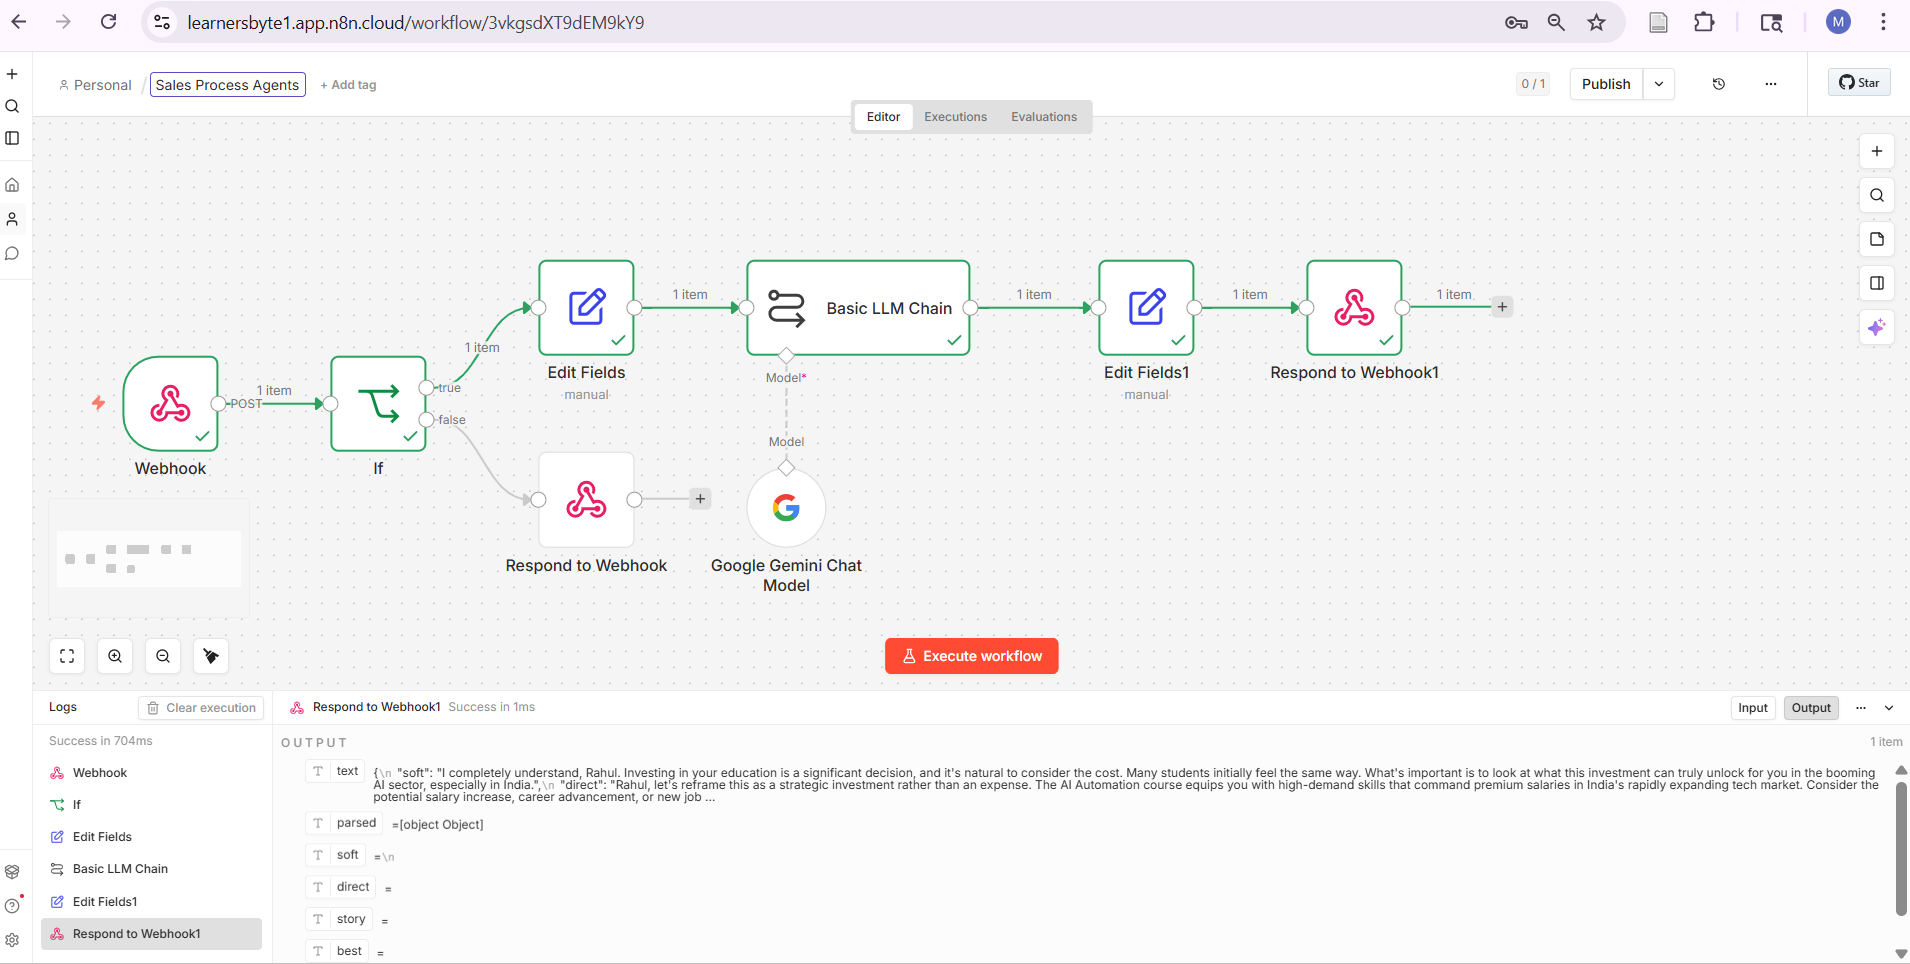 learnersbyte1.app.n8n.cloud/workflow/3vkgsdXT9dEM9kY9
M
Personal / Sales Process Agents + Add tag
0 / 1
Publish
Star
Editor Executions Evaluations
1 item
POST
Webhook
If
true
false
1 item
Edit Fields
manual
1 item
Basic LLM Chain
Model*
Model
Google Gemini Chat
Model
1 item
Edit Fields1
manual
1 item
Respond to Webhook1
1 item
Respond to Webhook
Execute workflow
Logs
Clear execution
Success in 704ms
Webhook
If
Edit Fields
Basic LLM Chain
Edit Fields1
Respond to Webhook1
Respond to Webhook1 Success in 1ms
Input Output
OUTPUT
1 item
T text {\n "soft": "I completely understand, Rahul. Investing in your education is a significant decision, and it's natural to consider the cost. Many students initially feel the same way. What's important is to look at what this investment can truly unlock for you in the booming
AI sector, especially in India.",\n "direct": "Rahul, let's reframe this as a strategic investment rather than an expense. The AI Automation course equips you with high-demand skills that command premium salaries in India's rapidly expanding tech market. Consider the
potential salary increase, career advancement, or new job ...
T parsed =[object Object]
T soft =\n
T direct =
T story =
T best =